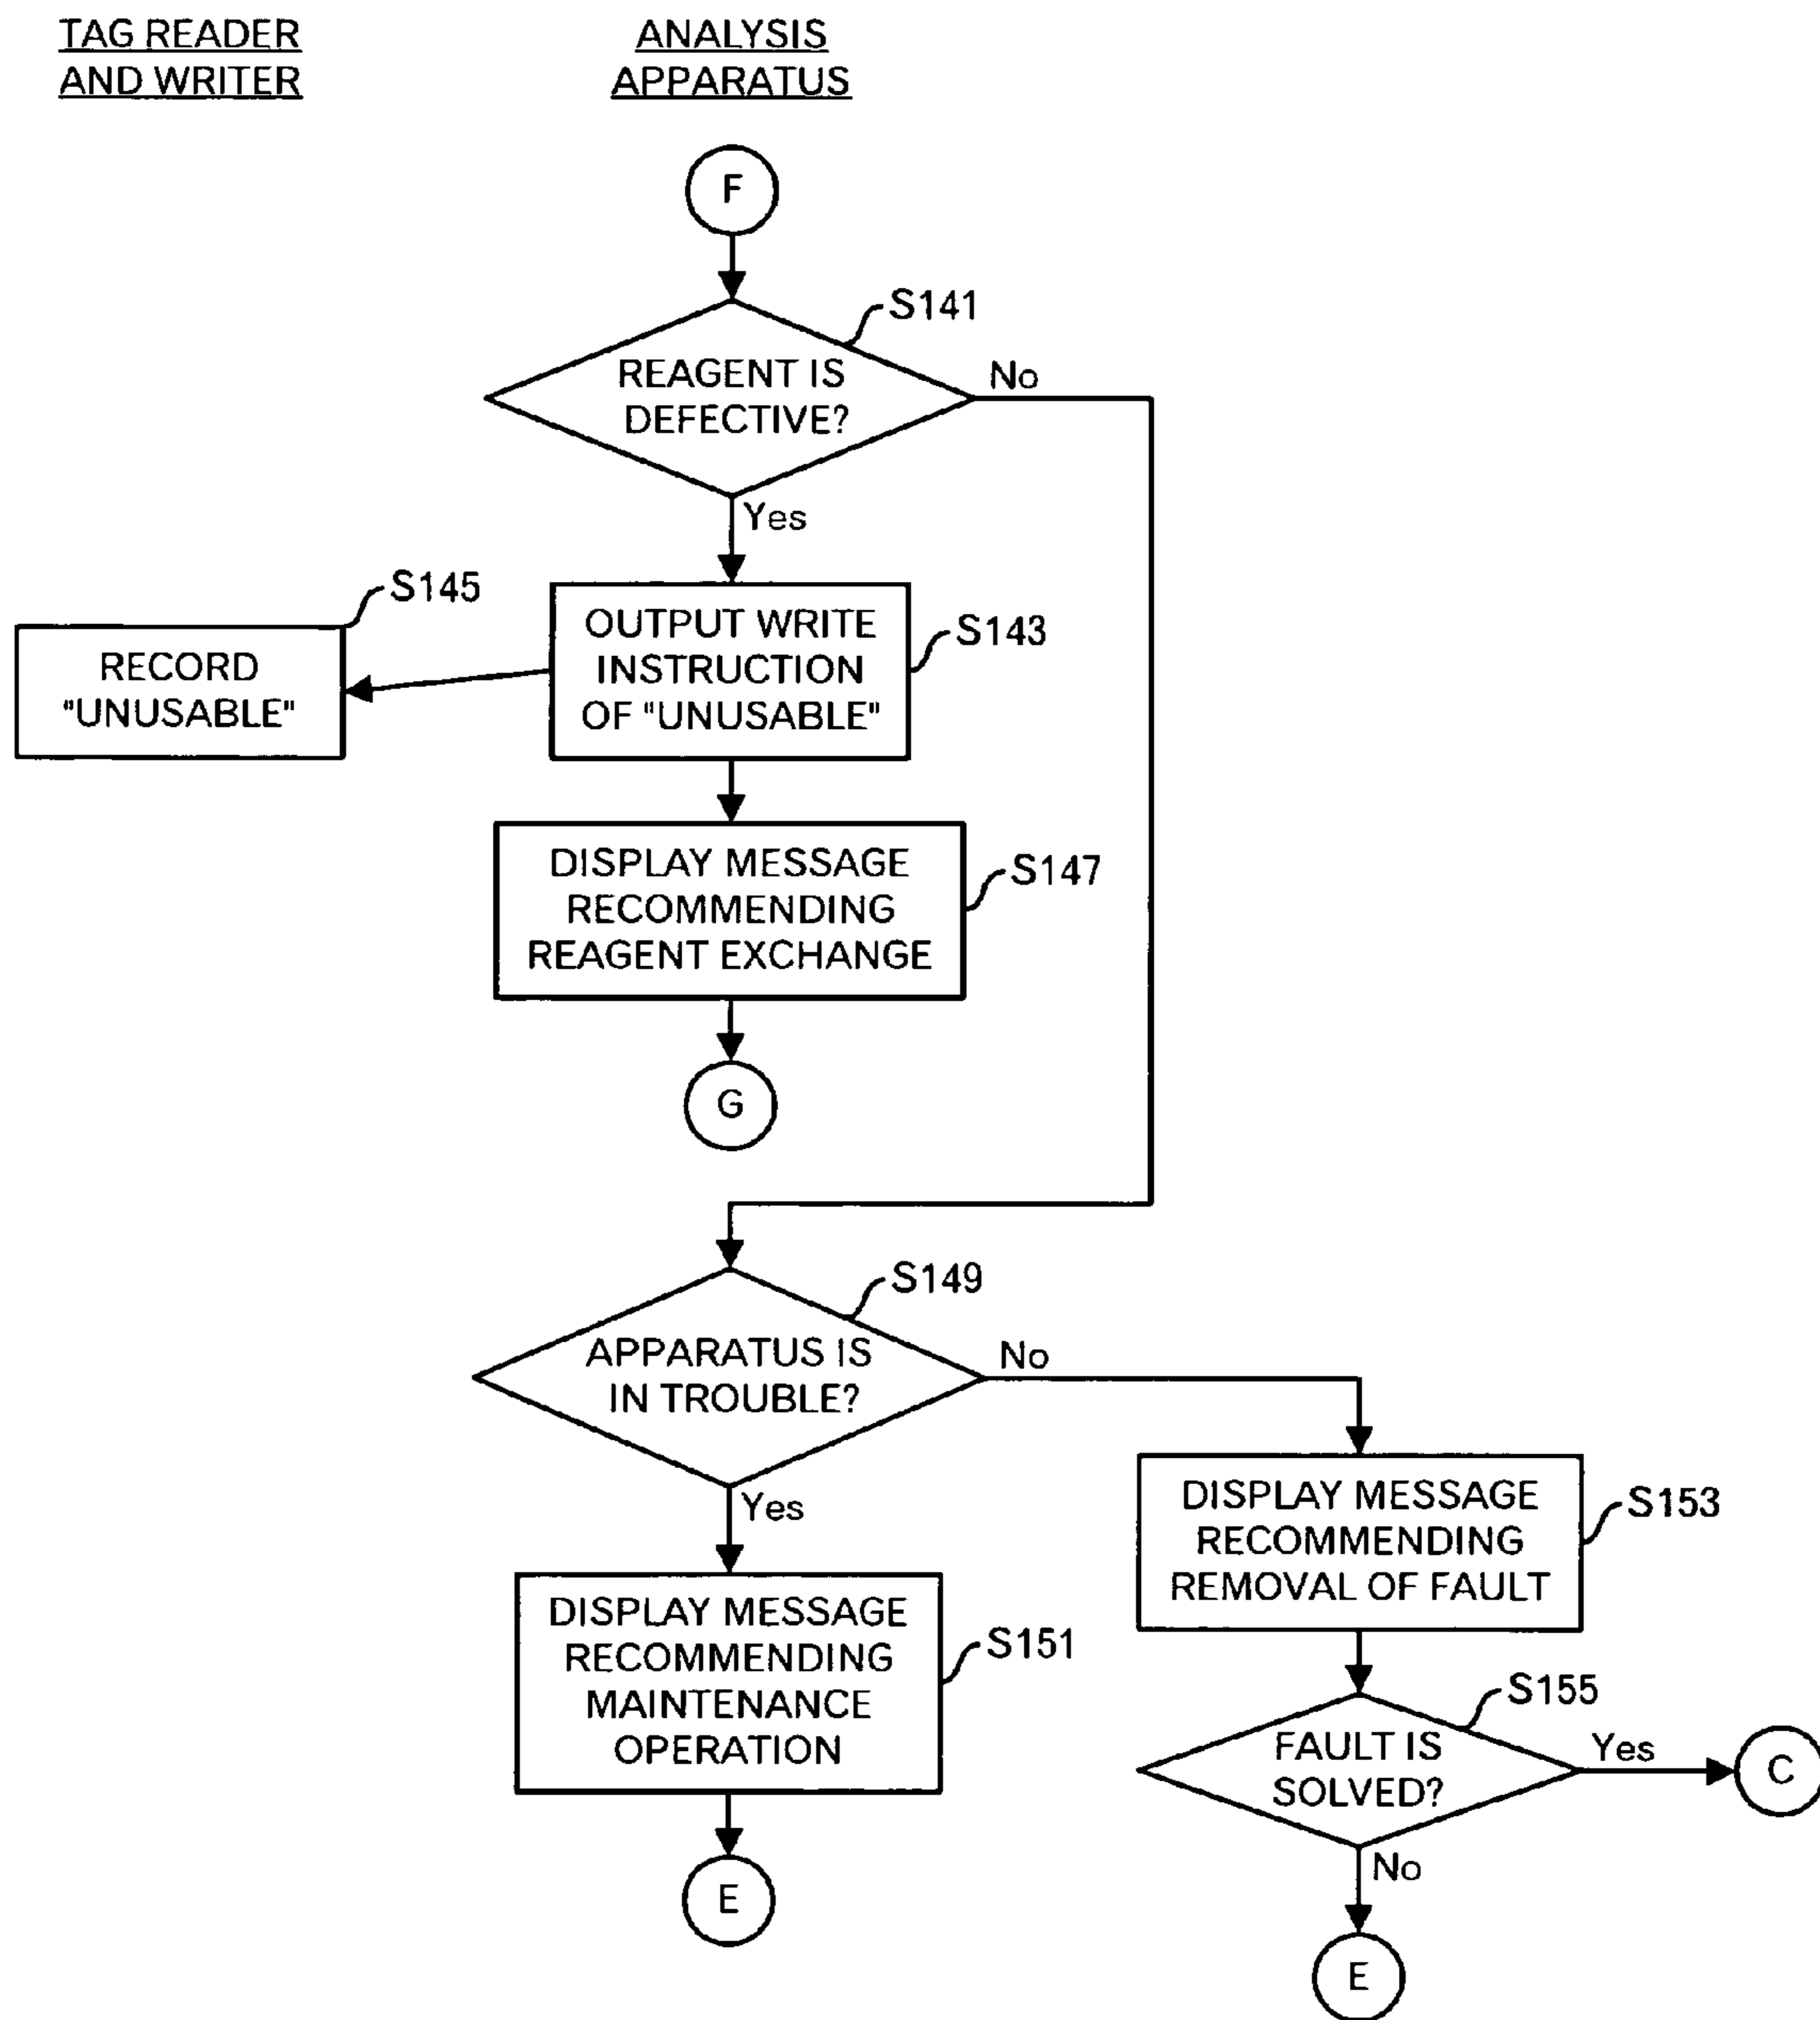 TAG READER
AND WRITER
ANALYSIS
APPARATUS
F
S141
REAGENT IS
DEFECTIVE?
No
Yes
S145
RECORD
"UNUSABLE"
OUTPUT WRITE
INSTRUCTION
OF "UNUSABLE"
S143
DISPLAY MESSAGE
RECOMMENDING
REAGENT EXCHANGE
S147
G
S149
APPARATUS IS
IN TROUBLE?
No
Yes
DISPLAY MESSAGE
RECOMMENDING
REMOVAL OF FAULT
S153
DISPLAY MESSAGE
RECOMMENDING
MAINTENANCE
OPERATION
S151
S155
FAULT IS
SOLVED?
Yes
C
No
E
E